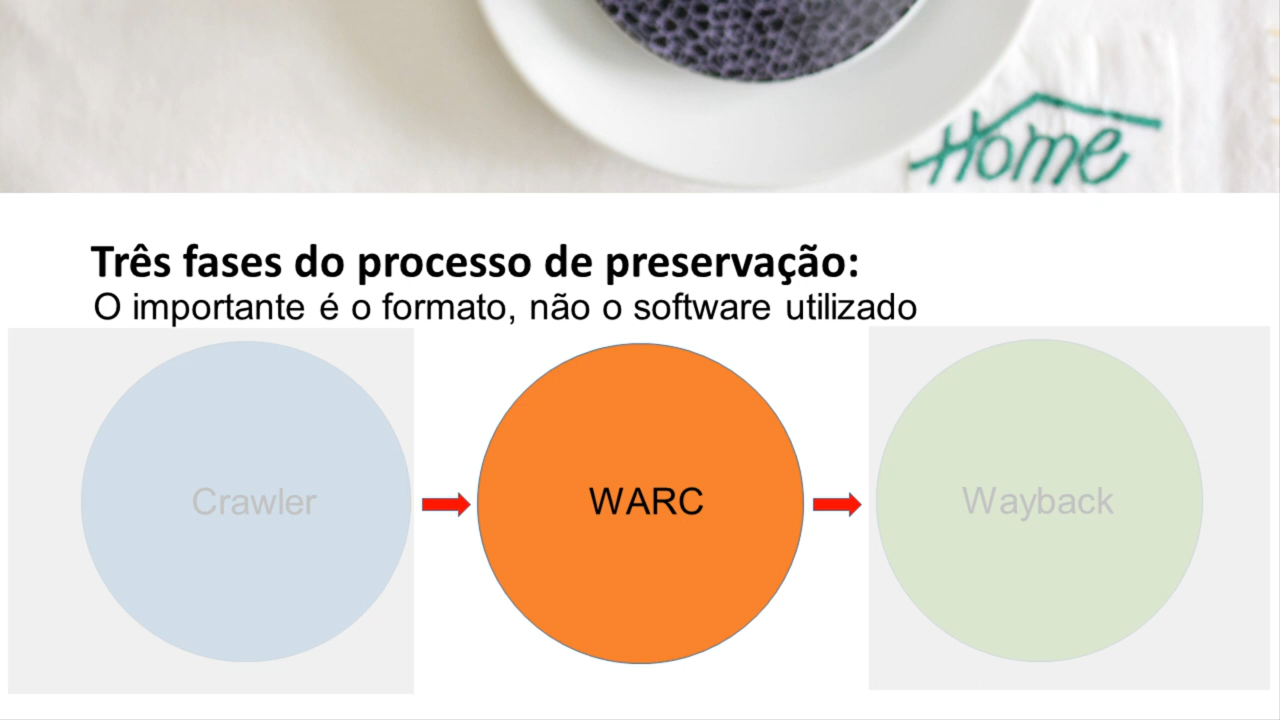 Home
Três fases do processo de preservação:
O importante é o formato, não o software utilizado
Crawler
WARC
Wayback